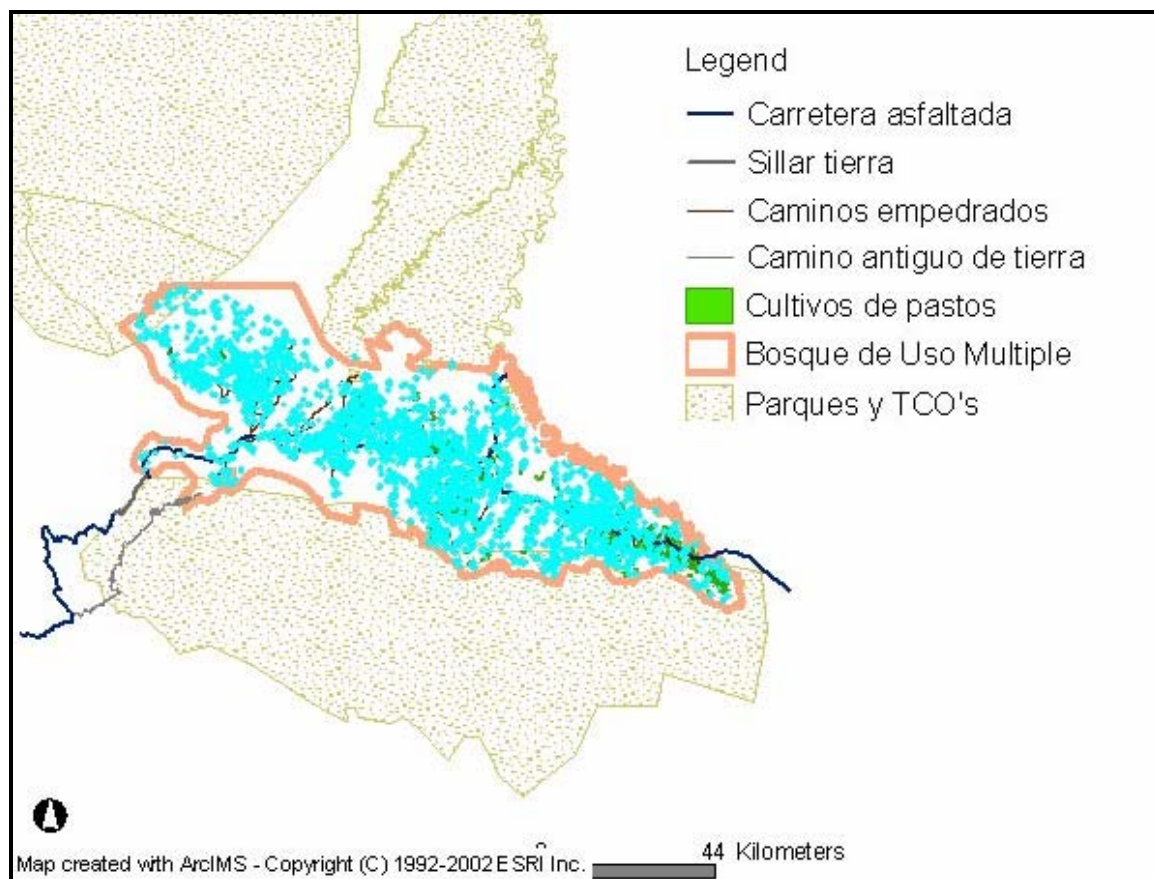 Legend
Carretera asfaltada
Sillar tierra
Caminos empedrados
Camino antiguo de tierra
Cultivos de pastos
Bosque de Uso Multiple
Parques y TCO's
44 Kilometers
Map created with ArcIMS - Copyright (C) 1992-2002 ESRI Inc.